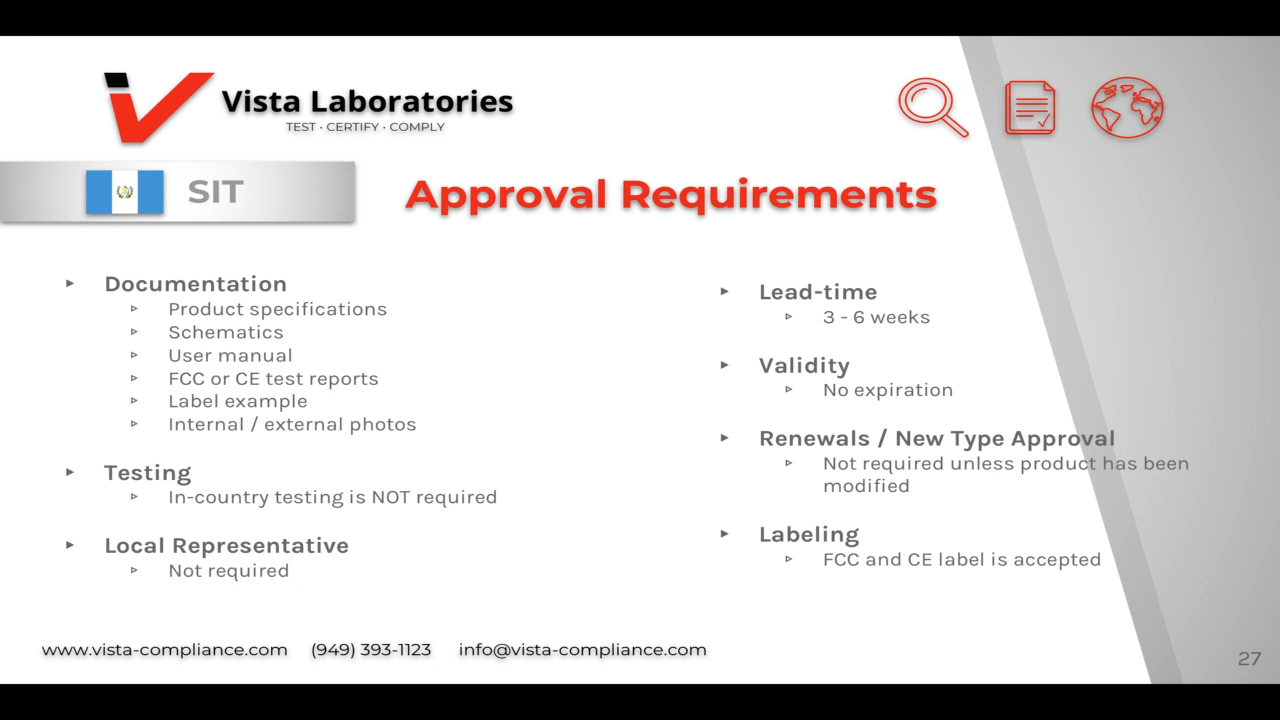 Vista Laboratories
TEST · CERTIFY · COMPLY
SIT
Approval Requirements
Documentation
Product specifications
Schematics
User manual
FCC or CE test reports
Label example
Internal / external photos
Testing
In-country testing is NOT required
Local Representative
Not required
Lead-time
3 - 6 weeks
Validity
No expiration
Renewals / New Type Approval
Not required unless product has been
modified
Labeling
FCC and CE label is accepted
www.vista-compliance.com (949) 393-1123 info@vista-compliance.com
27